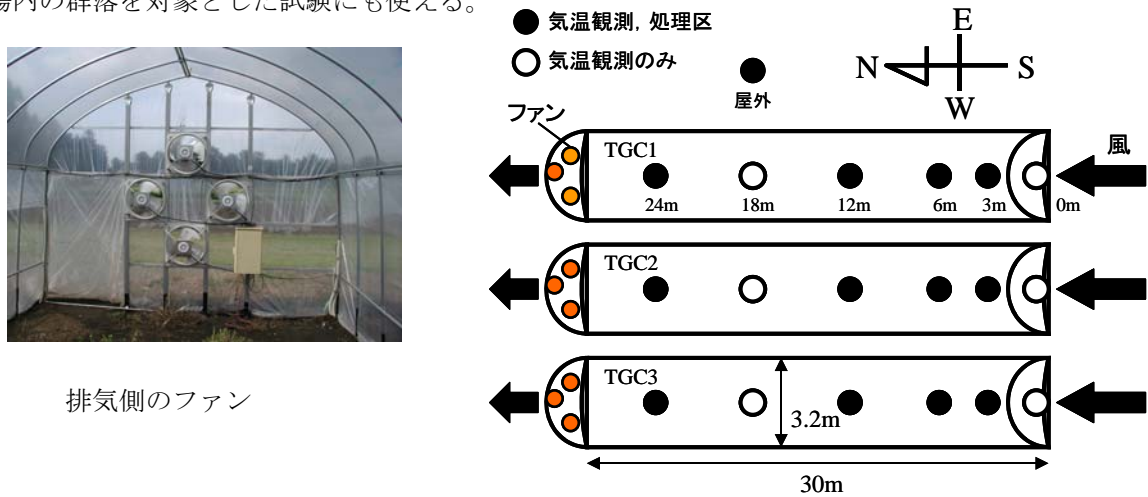 場内の群落を対象とした試験にも使える。
気温観測, 処理区
気温観測のみ
屋外
E
N
S
W
ファン
風
TGC1
24m
18m
12m
6m
3m
0m
TGC2
TGC3
3.2m
30m
排気側のファン